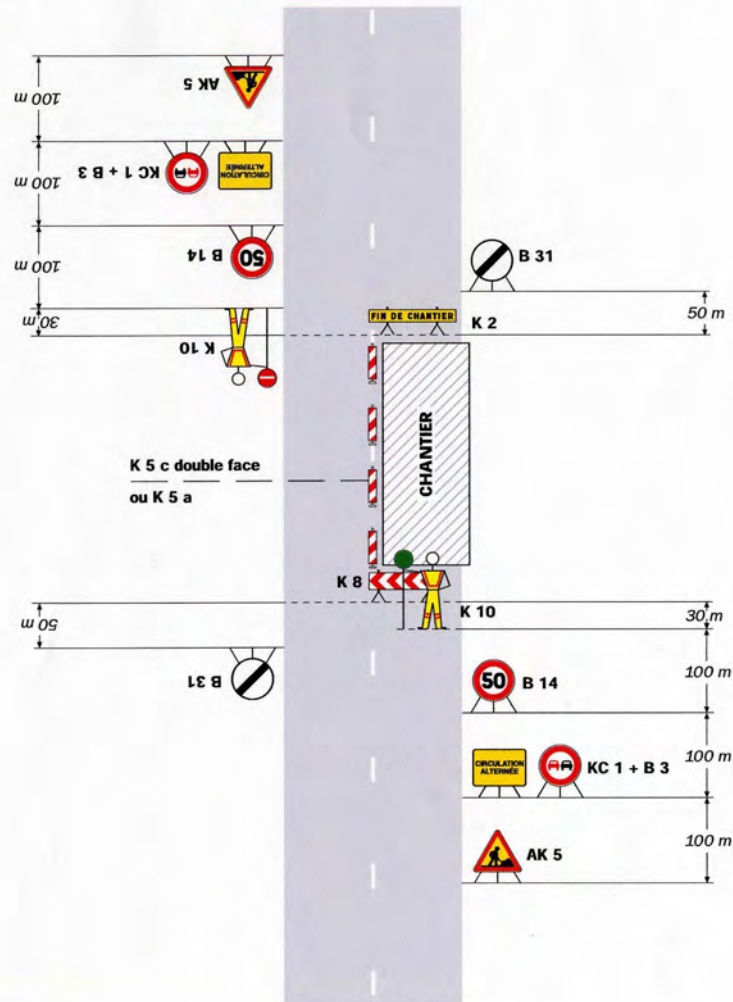 AK 5
100 m
KC 1 + B 3
CIRCULATION
ALTERNÉE
100 m
B 14
50
100 m
30 m
K 10
B 31
50 m
FIN DE CHANTIER
K 2
CHANTIER
K 5 c double face
ou K 5 a
K 8
K 10
50 m
30 m
B 31
50
B 14
100 m
CIRCULATION
ALTERNÉE
KC 1 + B 3
100 m
AK 5
100 m